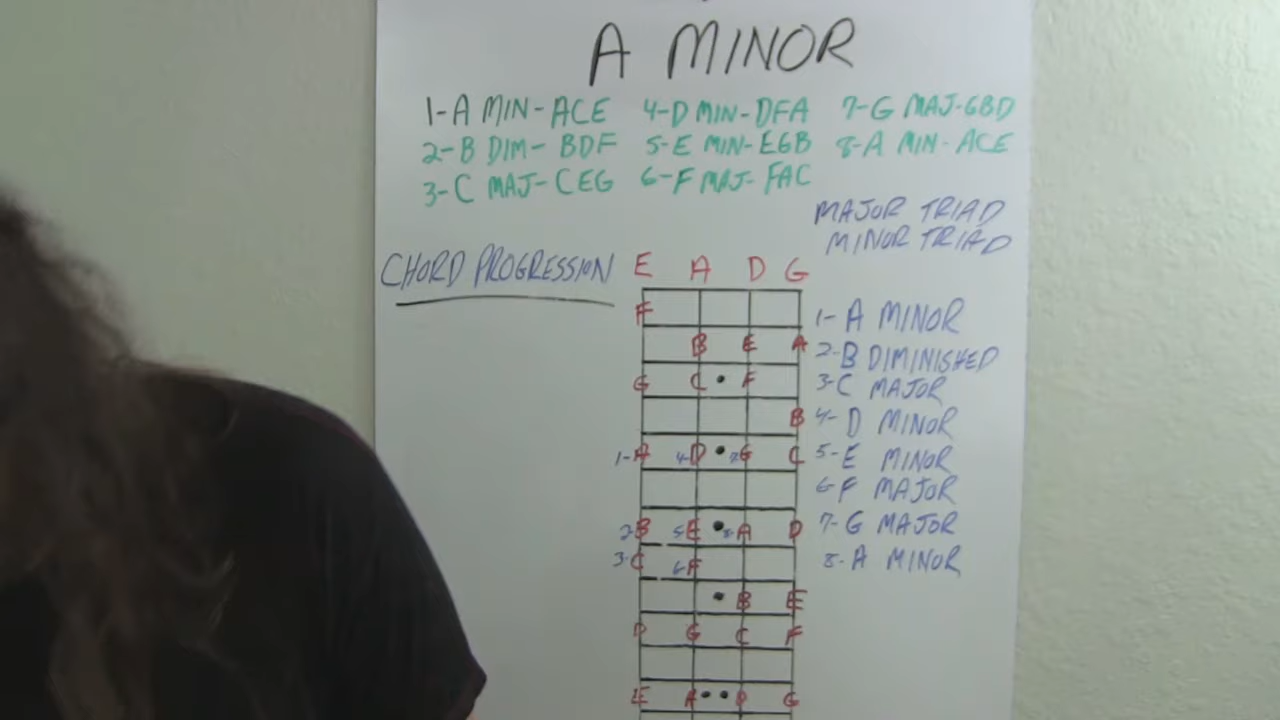 A MINOR
1-A MIN-ACE 4-D MIN-DFA 7-G MAJ-GBD
2-B DIM-BDF 5-E MIN-EGB 8-A MIN-ACE
3-C MAJ-CEG 6-F MAJ-FAC
MAJOR TRIAD
MINOR TRIAD
CHORD PROGRESSION
E A D G
F
B E A
G C F
B
1-A 4-D 7-G C
2-B 5-E 8-A D
3-C 6-F
B E
D G C F
E A D G
1- A MINOR
2-B DIMINISHED
3-C MAJOR
4- D MINOR
5-E MINOR
6-F MAJOR
7-G MAJOR
8- A MINOR